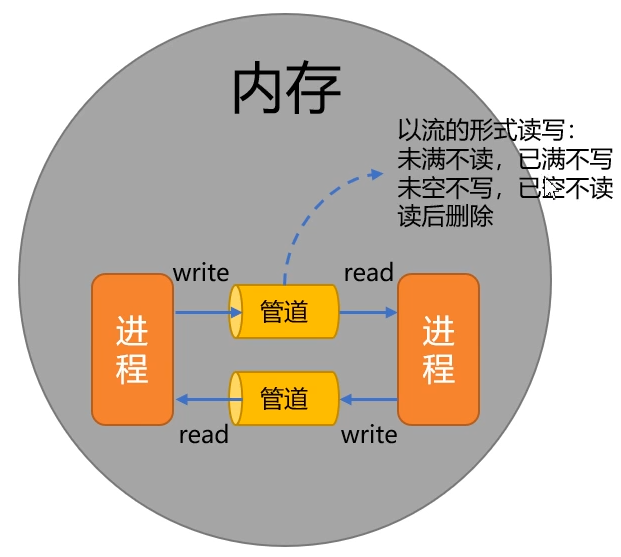 内存
以流的形式读写：
未满不读，已满不写
未空不写，已空不读
读后删除
write
read
进程
管道
进程
管道
read
write